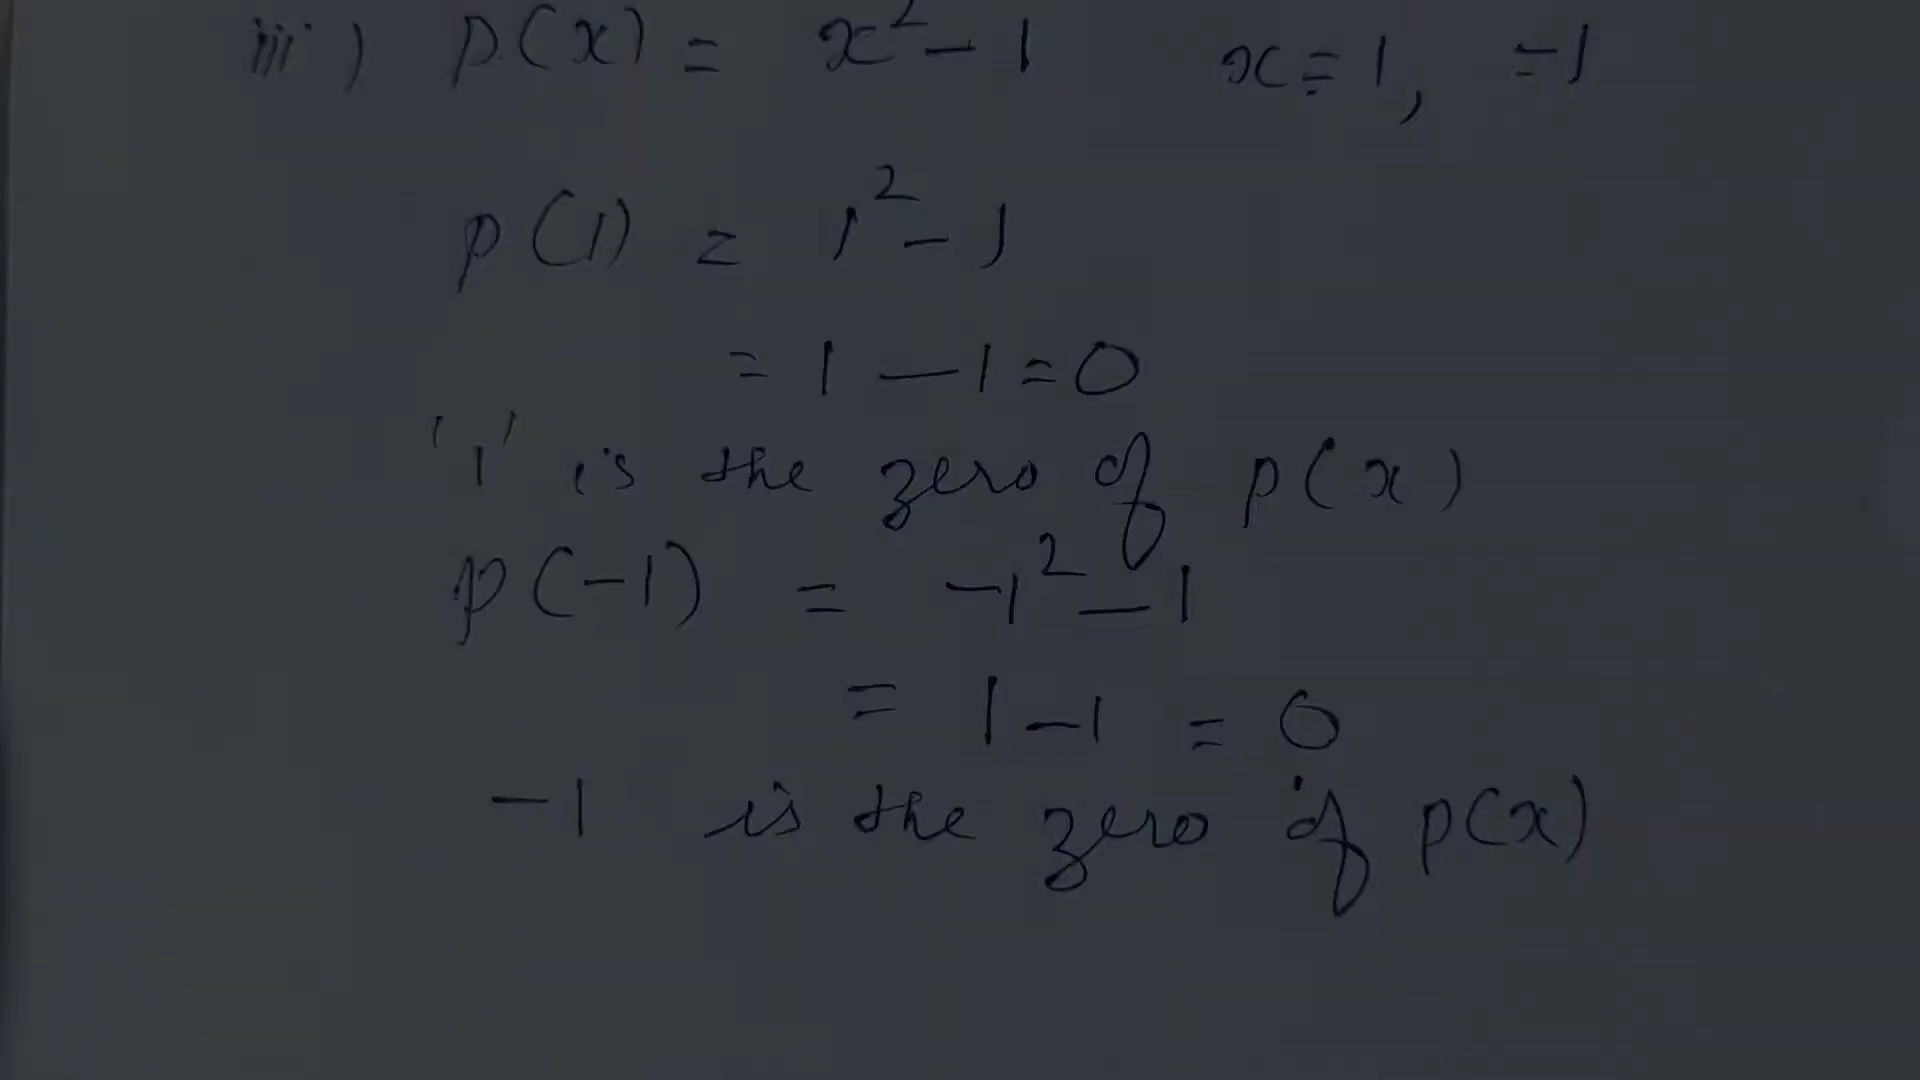 iii) p(x) = x² - 1 x = 1, -1
p(1) = 1² - 1
= 1 - 1 = 0
'1' is the zero of p(x)
p(-1) = -1² - 1
= 1 - 1 = 0
-1 is the zero of p(x)